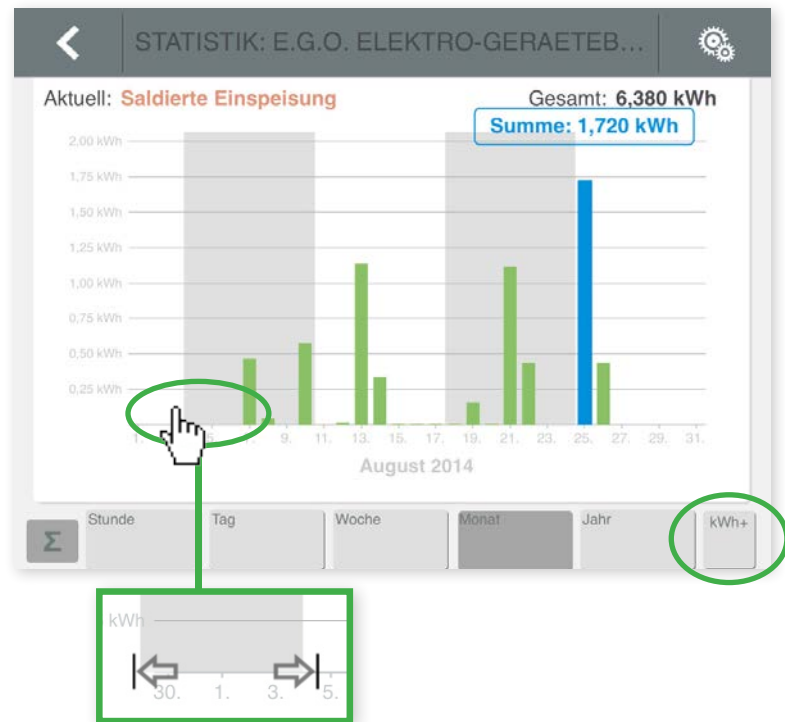 STATISTIK: E.G.O. ELEKTRO-GERAETEB...
Aktuell: Saldierte Einspeisung
Gesamt: 6,380 kWh
Summe: 1,720 kWh
2,00 kWh
1,75 kWh
1,50 kWh
1,25 kWh
1,00 kWh
0,75 kWh
0,50 kWh
0,25 kWh
1. 5. 7. 9. 11. 13. 15. 17. 19. 21. 23. 25. 27. 29. 31.
August 2014
Σ Stunde Tag Woche Monat Jahr kWh+
kWh
30. 1. 3. 5.